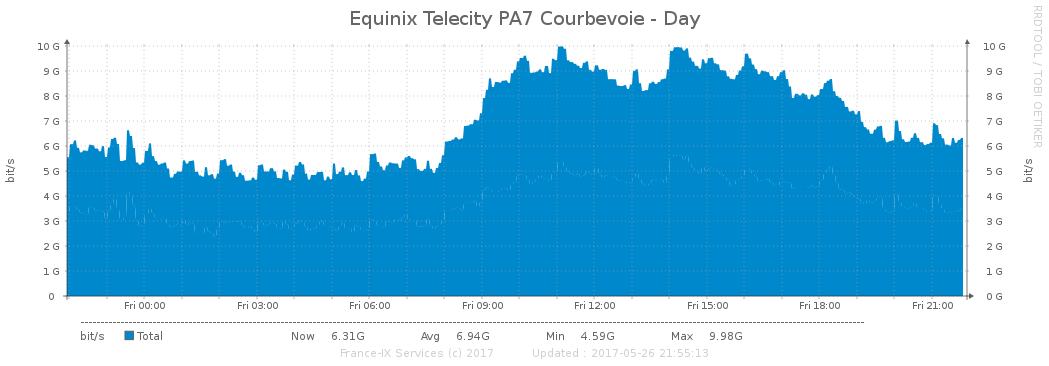 Equinix Telecity PA7 Courbevoie - Day
RRDTOOL / TOBI OETIKER
bit/s
10 G 10 G
9 G 9 G
8 G 8 G
7 G 7 G
6 G 6 G
5 G 5 G
4 G 4 G
3 G 3 G
2 G 2 G
1 G 1 G
0 0 G
bit/s
Fri 00:00 Fri 03:00 Fri 06:00 Fri 09:00 Fri 12:00 Fri 15:00 Fri 18:00 Fri 21:00
bit/s Total Now 6.31G Avg 6.94G Min 4.59G Max 9.98G
France-IX Services (c) 2017 Updated : 2017-05-26 21:55:13